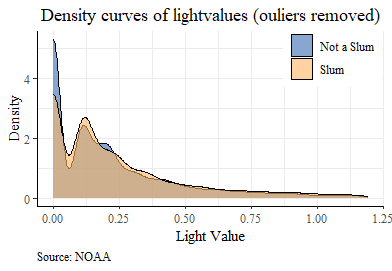 Density curves of lightvalues (ouliers removed)
Not a Slum
Slum
Density
4
2
0
0.00 0.25 0.50 0.75 1.00 1.25
Light Value
Source: NOAA